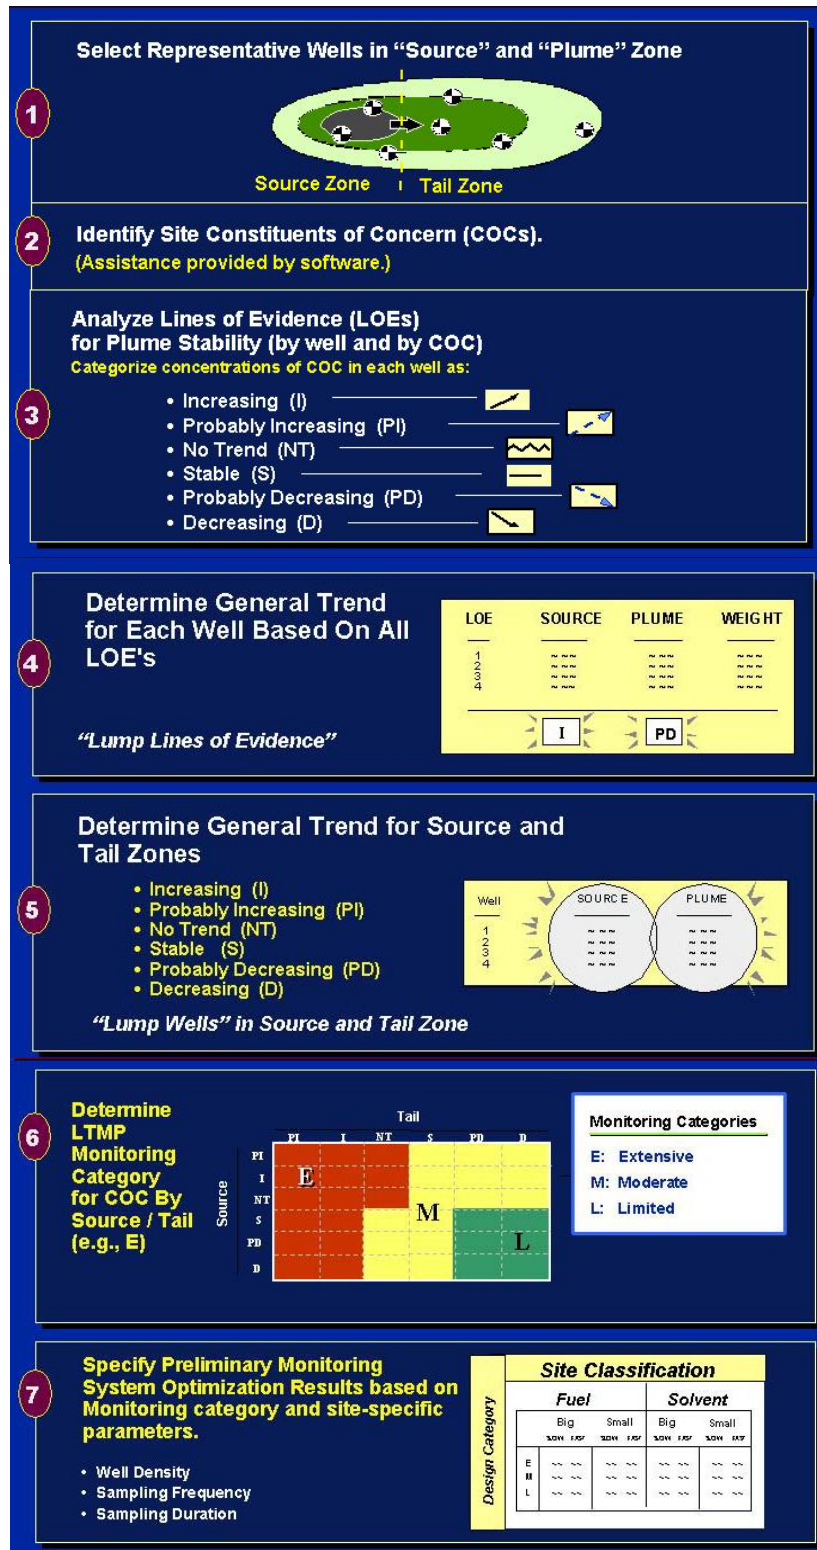 1
Select Representative Wells in “Source” and “Plume” Zone
Source Zone
Tail Zone
2
Identify Site Constituents of Concern (COCs).
(Assistance provided by software.)
3
Analyze Lines of Evidence (LOEs)
for Plume Stability (by well and by COC)
Categorize concentrations of COC in each well as:
• Increasing (I)
• Probably Increasing (PI)
• No Trend (NT)
• Stable (S)
• Probably Decreasing (PD)
• Decreasing (D)
4
Determine General Trend
for Each Well Based On All
LOE's
“Lump Lines of Evidence”
LOE SOURCE PLUME WEIGHT
1 ~ ~~ ~ ~~ ~ ~~
2 ~ ~~ ~ ~~ ~ ~~
3 ~ ~~ ~ ~~ ~ ~~
4 ~ ~~ ~ ~~ ~ ~~
I PD
5
Determine General Trend for Source and
Tail Zones
• Increasing (I)
• Probably Increasing (PI)
• No Trend (NT)
• Stable (S)
• Probably Decreasing (PD)
• Decreasing (D)
“Lump Wells” in Source and Tail Zone
Well SOURCE PLUME
1 ~ ~~ ~ ~~
2 ~ ~~ ~ ~~
3 ~ ~~ ~ ~~
4 ~ ~~ ~ ~~
6
Determine
LTMP
Monitoring
Category
for COC By
Source / Tail
(e.g., E)
Tail
PI I NT S PD D
Source
PI
I
NT
S
PD
D
E
M
L
Monitoring Categories
E: Extensive
M: Moderate
L: Limited
7
Specify Preliminary Monitoring
System Optimization Results based on
Monitoring category and site-specific
parameters.
• Well Density
• Sampling Frequency
• Sampling Duration
Design Category
Site Classification
Fuel Solvent
Big Small Big Small
SLOW FAST SLOW FAST SLOW FAST SLOW FAST
E ~~ ~~ ~~ ~~ ~~ ~~ ~~ ~~
M ~~ ~~ ~~ ~~ ~~ ~~ ~~ ~~
L ~~ ~~ ~~ ~~ ~~ ~~ ~~ ~~